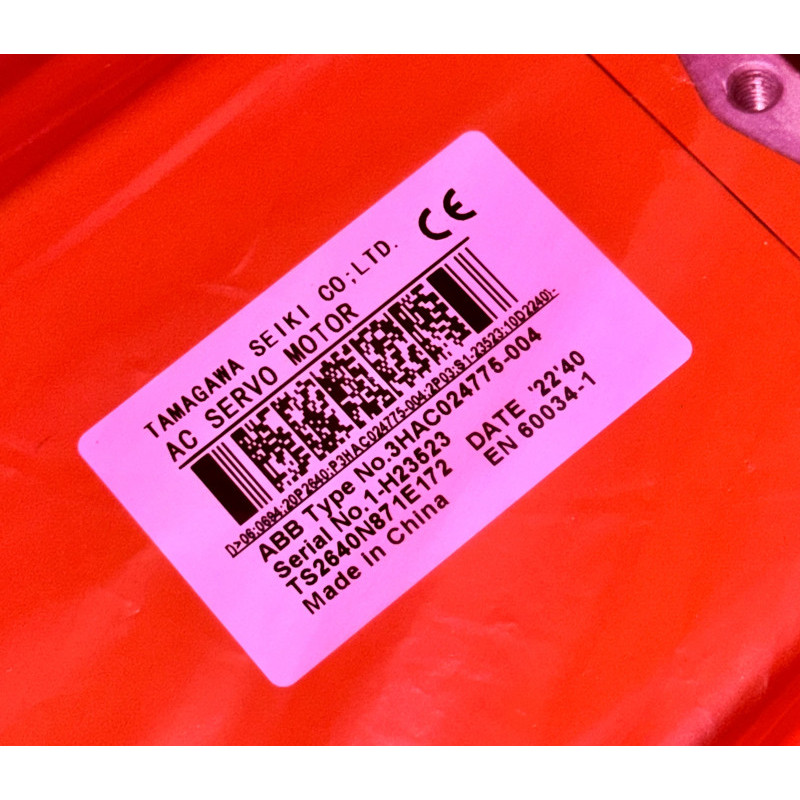 TAMAGAWA SEIKI CO;LTD.
AC SERVO MOTOR
CE
[)>06:0694:20P2640:P3HAC024775-004:2P03:S1-23523:10D2240)-
ABB Type No.3HAC024775-004
Serial No.1-H23523
DATE '22'40
TS2640N871E172
EN 60034-1
Made In China